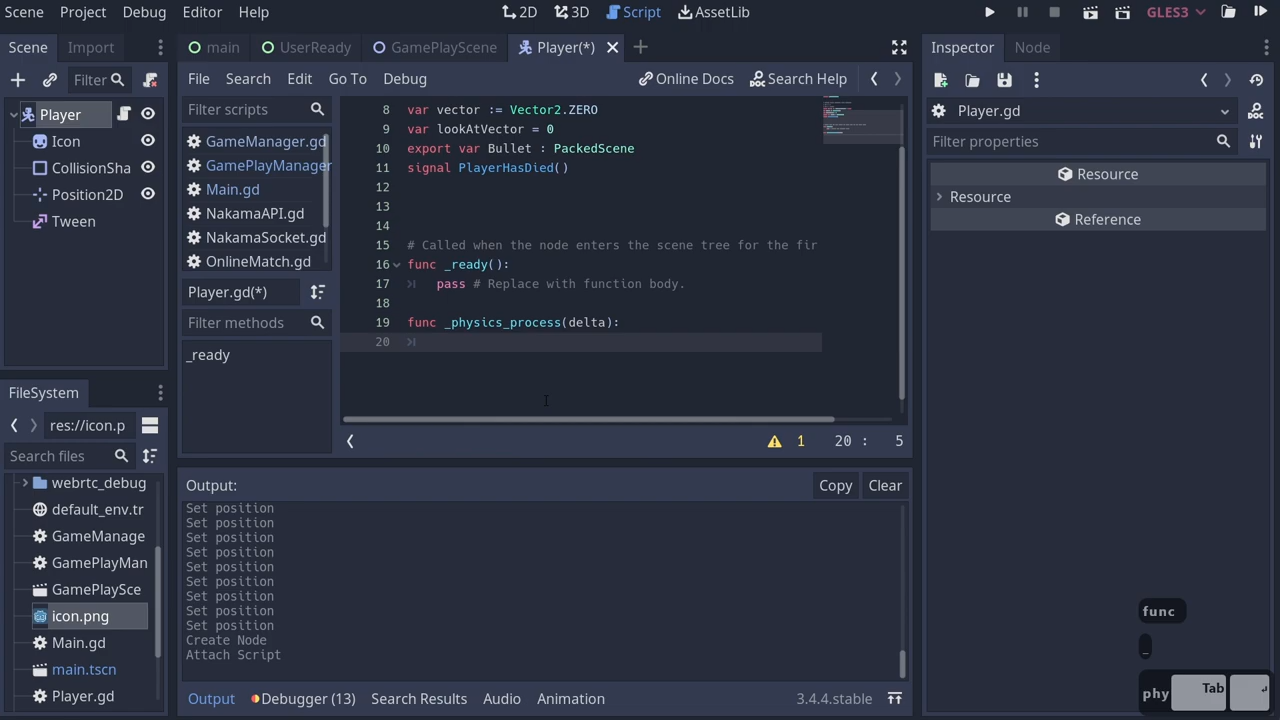 Scene Project Debug Editor Help 2D 3D Script AssetLib GLES3
Scene Import main UserReady GamePlayScene Player(*) Inspector Node
Filter File Search Edit Go To Debug Online Docs Search Help
Player Filter scripts Player.gd
Icon GameManager.gd Filter properties
CollisionSha GamePlayManager Resource
Position2D Main.gd Resource
Tween NakamaAPI.gd Reference
NakamaSocket.gd
OnlineMatch.gd
Player.gd(*)
Filter methods
_ready
8 var vector := Vector2.ZERO
9 var lookAtVector = 0
10 export var Bullet : PackedScene
11 signal PlayerHasDied()
12
13
14
15 # Called when the node enters the scene tree for the fir
16 func _ready():
17 pass # Replace with function body.
18
19 func _physics_process(delta):
20
1 20 : 5
FileSystem
res://icon.p
Search files
webrtc_debug
default_env.tr
GameManage
GamePlayMan
GamePlaySce
icon.png
Main.gd
main.tscn
Player.gd
Output: Copy Clear
Set position
Set position
Set position
Set position
Set position
Set position
Set position
Set position
Set position
Create Node
Attach Script
Output Debugger (13) Search Results Audio Animation 3.4.4.stable
func
_
phy Tab